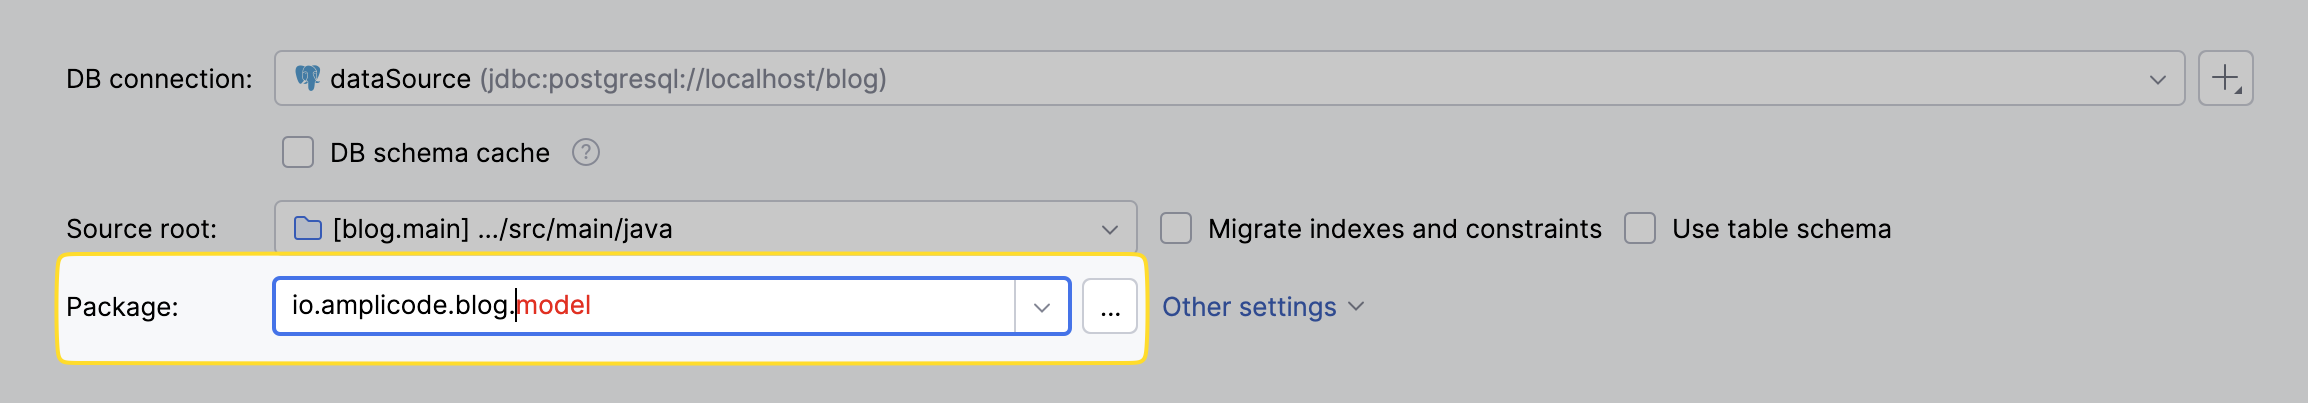 DB connection: dataSource (jdbc:postgresql://localhost/blog)
DB schema cache ?
Source root: [blog.main] .../src/main/java Migrate indexes and constraints Use table schema
Package: io.amplicode.blog.model ... Other settings